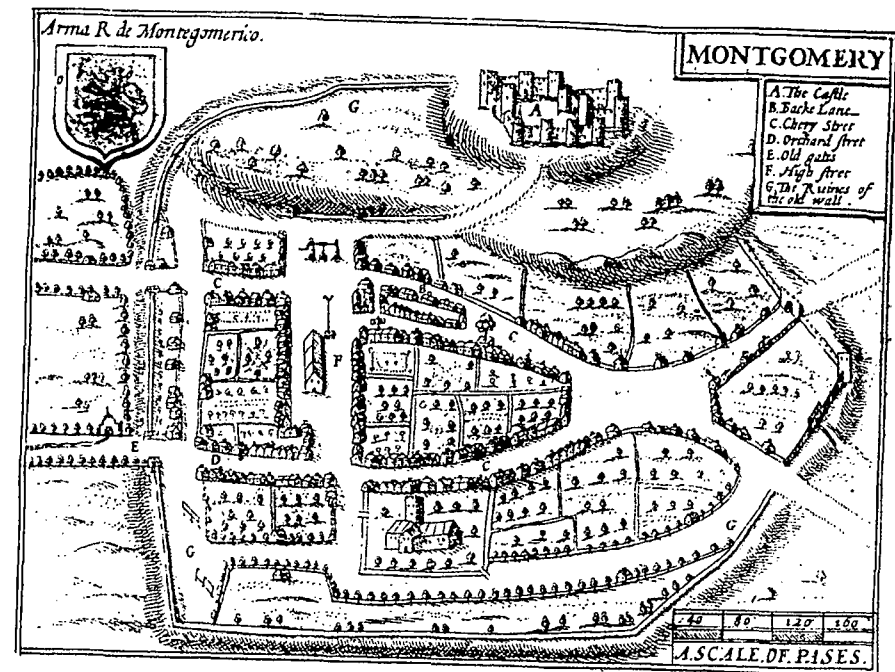 Arma R de Montegomerico.
MONTGOMERY
A. The Castle
B. Backe Lane
C. Chery Street
D. Orchard stret
E. Old gates
F. High stret
G. The Ruines of
the old wall.
G
A
C
F
C
E
D
C
G
G
40 80 120 160
A SCALE OF PASES.